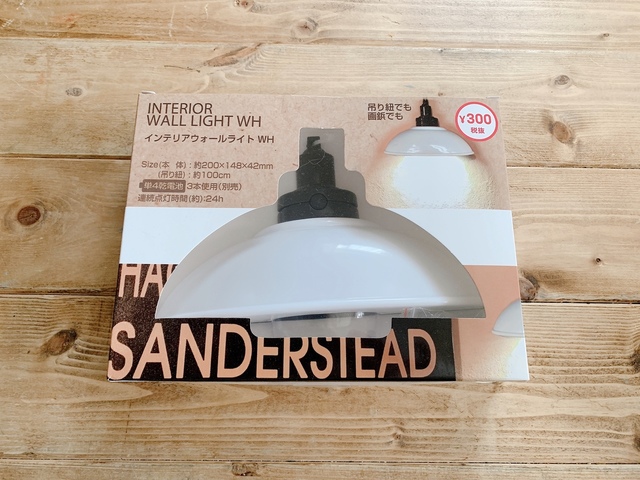 INTERIOR
WALL LIGHT WH
インテリアウォールライト WH
Size(本 体):約200×148×42mm
(吊り紐):約100cm
単4乾電池 3本使用(別売)
連続点灯時間(約):24h
吊り紐でも
画鋲でも
¥300
税抜
SANDERSTEAD